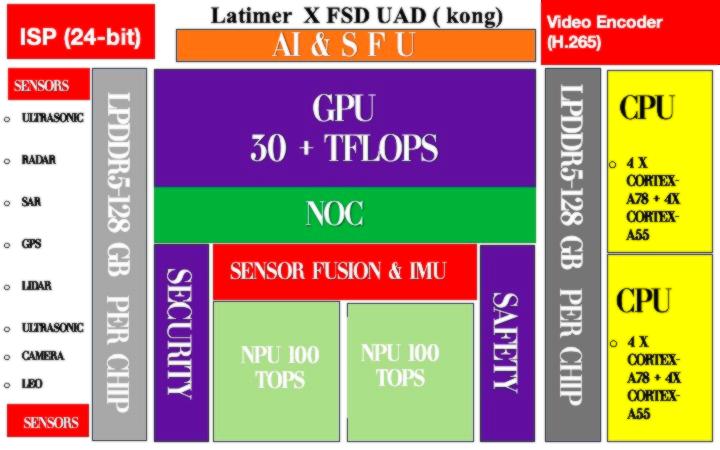 Latimer X FSD UAD ( kong)
ISP (24-bit)
AI & S F U
Video Encoder
(H.265)
SENSORS
ULTRASONIC
RADAR
SAR
GPS
LIDAR
ULTRASONIC
CAMERA
LEO
SENSORS
LPDDR5-128 GB PER CHIP
GPU
30 + TFLOPS
NOC
SECURITY
SENSOR FUSION & IMU
NPU 100
TOPS
NPU 100
TOPS
SAFETY
LPDDR5-128 GB PER CHIP
CPU
4 X
CORTEX-
A78 + 4X
CORTEX-
A55
CPU
4 X
CORTEX-
A78 + 4X
CORTEX-
A55